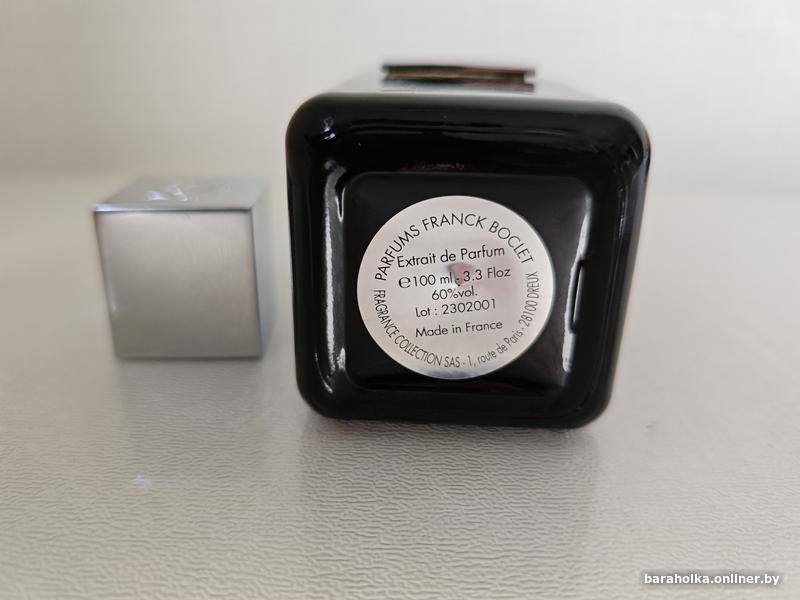 PARFUMS FRANCK BOCLET
Extrait de Parfum
℮100 ml - 3.3 Floz
60%vol.
Lot : 2302001
Made in France
FRAGRANCE COLLECTION SAS - 1, route de Paris - 28100 DREUX
baraholka.onliner.by